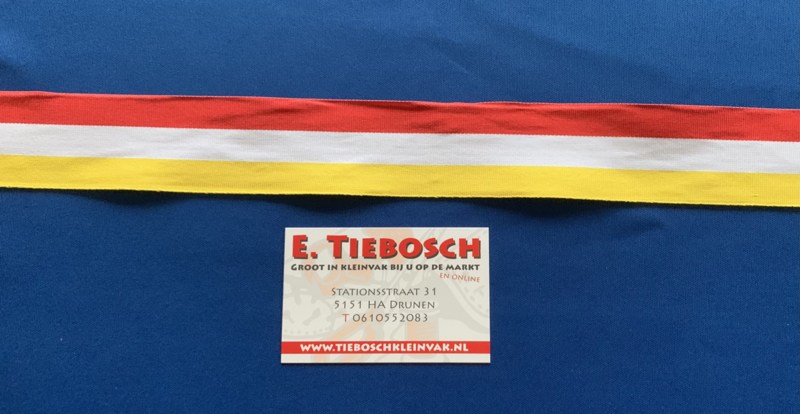 E. TIEBOSCH
GROOT IN KLEINVAK BIJ U OP DE MARKT
EN ONLINE
STATIONSSTRAAT 31
5151 HA DRUNEN
T 0610552083
WWW.TIEBOSCHKLEINVAK.NL